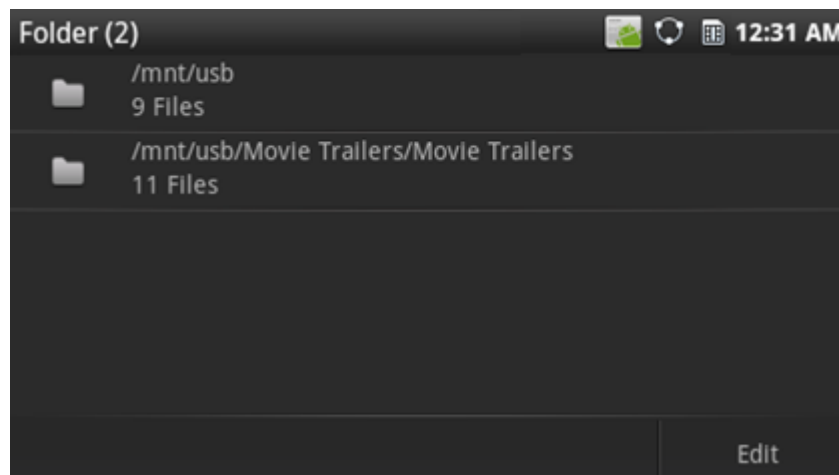 Folder (2) 12:31 AM
/mnt/usb
9 Files
/mnt/usb/Movie Trailers/Movie Trailers
11 Files
Edit